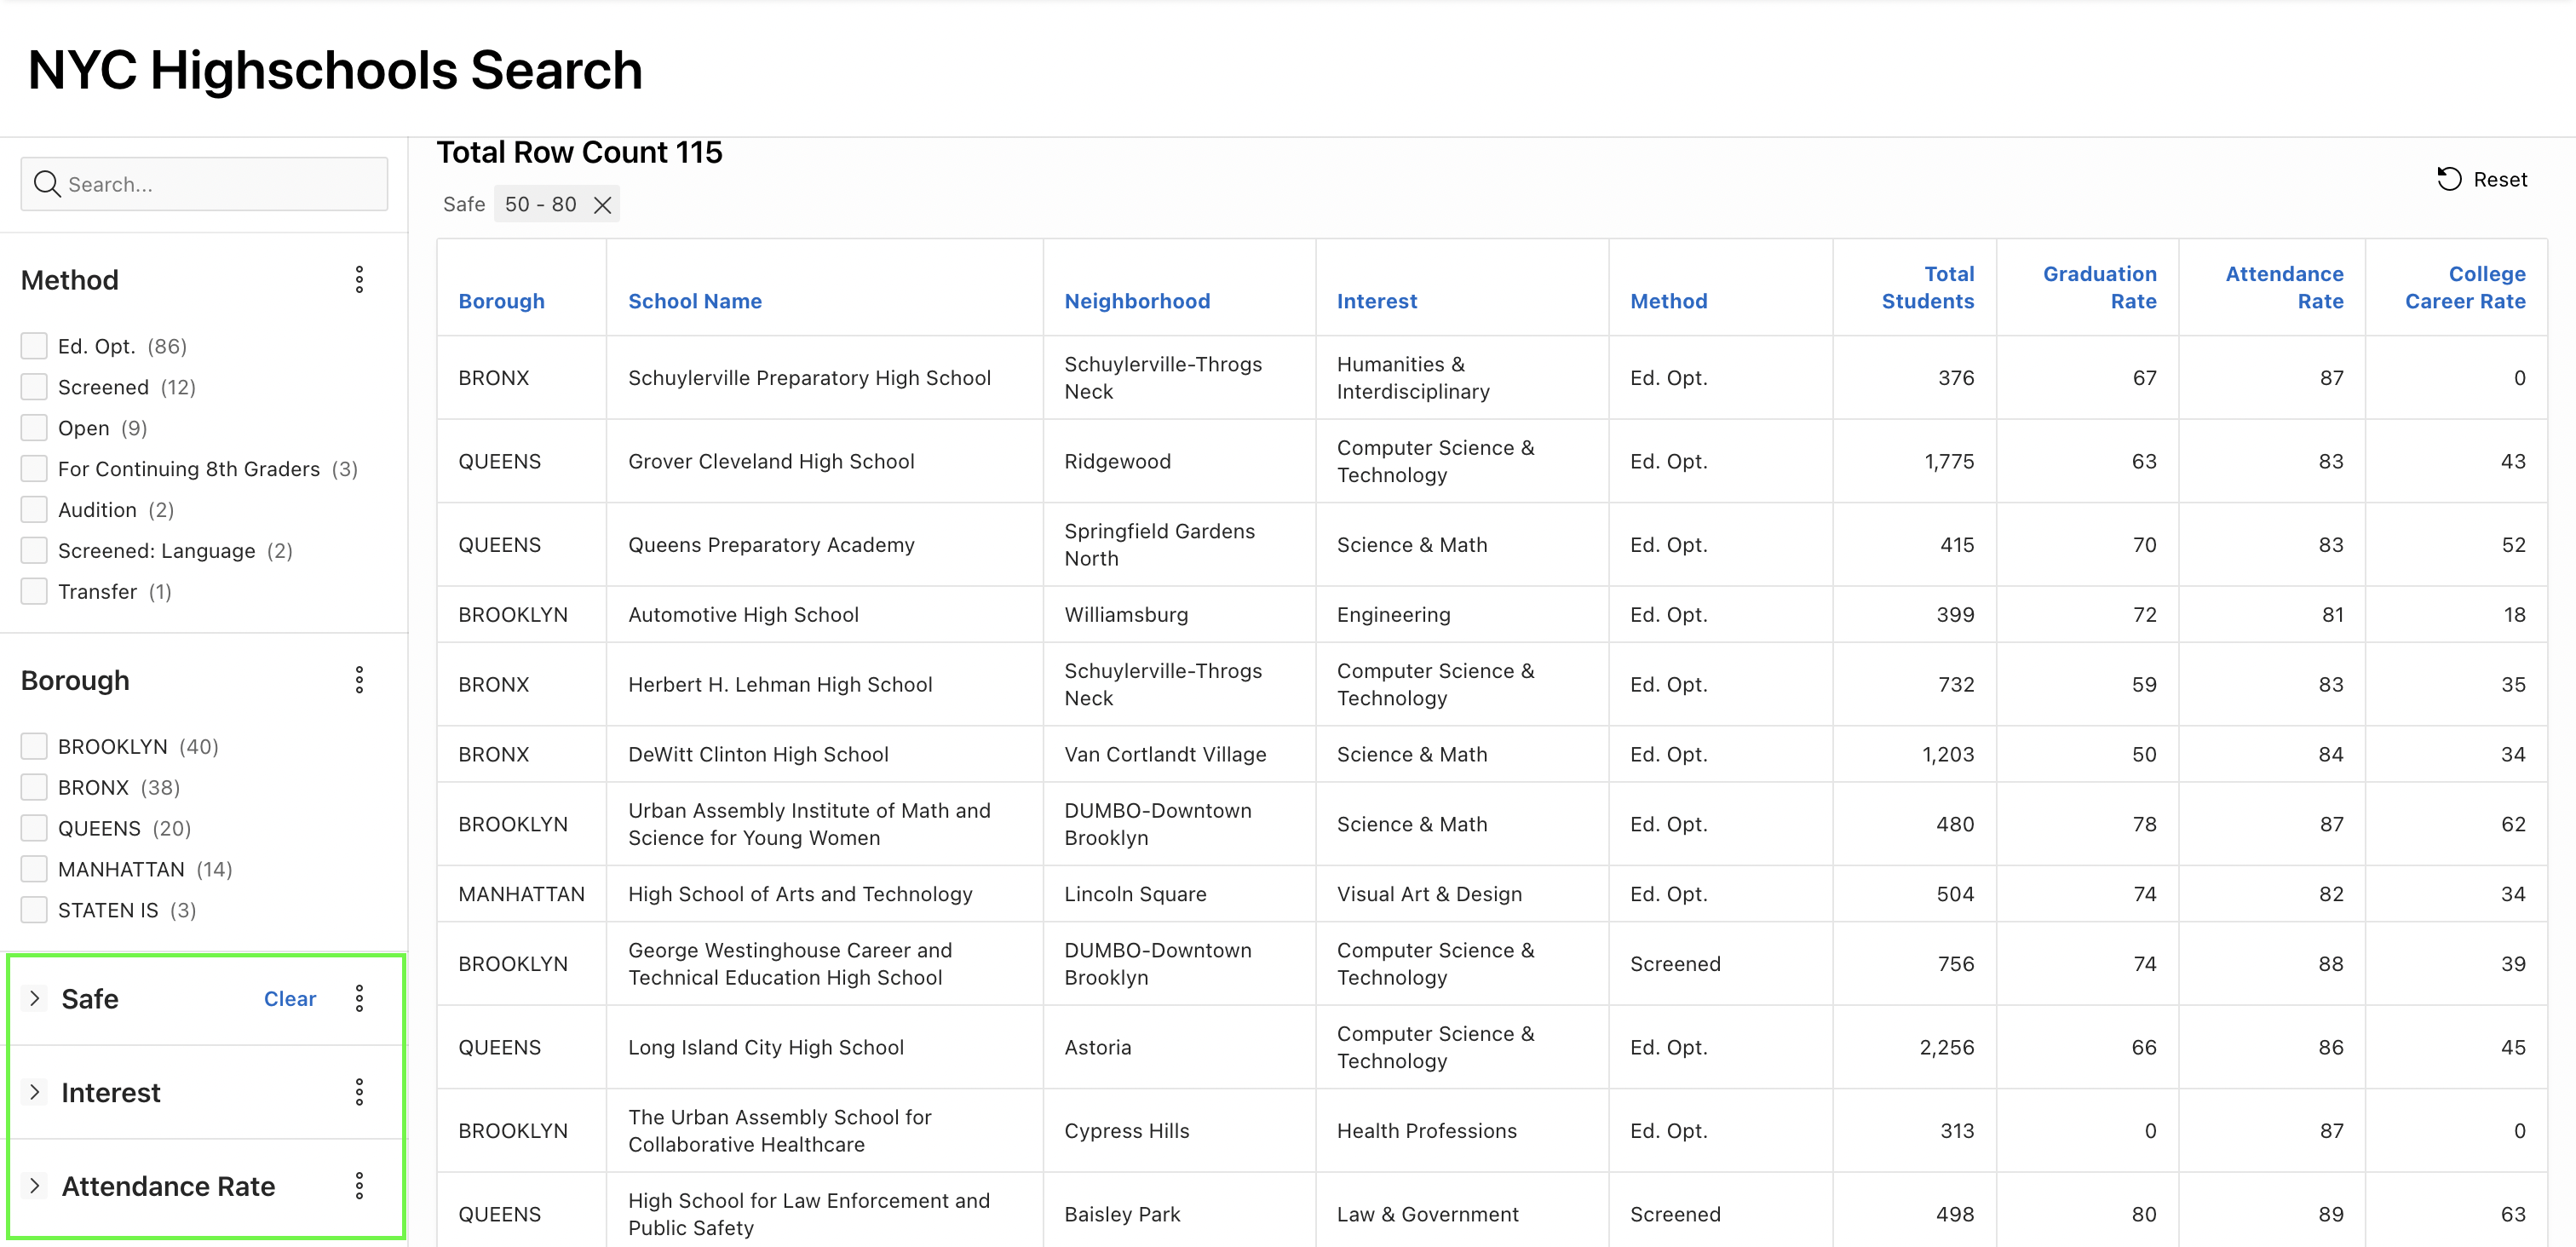 NYC Highschools Search
Search...
Method
Ed. Opt. (86)
Screened (12)
Open (9)
For Continuing 8th Graders (3)
Audition (2)
Screened: Language (2)
Transfer (1)
Borough
BROOKLYN (40)
BRONX (38)
QUEENS (20)
MANHATTAN (14)
STATEN IS (3)
Safe Clear
Interest
Attendance Rate
Total Row Count 115
Safe 50 - 80
Reset
Borough School Name Neighborhood Interest Method Total Students Graduation Rate Attendance Rate College Career Rate
BRONX Schuylerville Preparatory High School Schuylerville-Throgs Neck Humanities & Interdisciplinary Ed. Opt. 376 67 87 0
QUEENS Grover Cleveland High School Ridgewood Computer Science & Technology Ed. Opt. 1,775 63 83 43
QUEENS Queens Preparatory Academy Springfield Gardens North Science & Math Ed. Opt. 415 70 83 52
BROOKLYN Automotive High School Williamsburg Engineering Ed. Opt. 399 72 81 18
BRONX Herbert H. Lehman High School Schuylerville-Throgs Neck Computer Science & Technology Ed. Opt. 732 59 83 35
BRONX DeWitt Clinton High School Van Cortlandt Village Science & Math Ed. Opt. 1,203 50 84 34
BROOKLYN Urban Assembly Institute of Math and Science for Young Women DUMBO-Downtown Brooklyn Science & Math Ed. Opt. 480 78 87 62
MANHATTAN High School of Arts and Technology Lincoln Square Visual Art & Design Ed. Opt. 504 74 82 34
BROOKLYN George Westinghouse Career and Technical Education High School DUMBO-Downtown Brooklyn Computer Science & Technology Screened 756 74 88 39
QUEENS Long Island City High School Astoria Computer Science & Technology Ed. Opt. 2,256 66 86 45
BROOKLYN The Urban Assembly School for Collaborative Healthcare Cypress Hills Health Professions Ed. Opt. 313 0 87 0
QUEENS High School for Law Enforcement and Public Safety Baisley Park Law & Government Screened 498 80 89 63